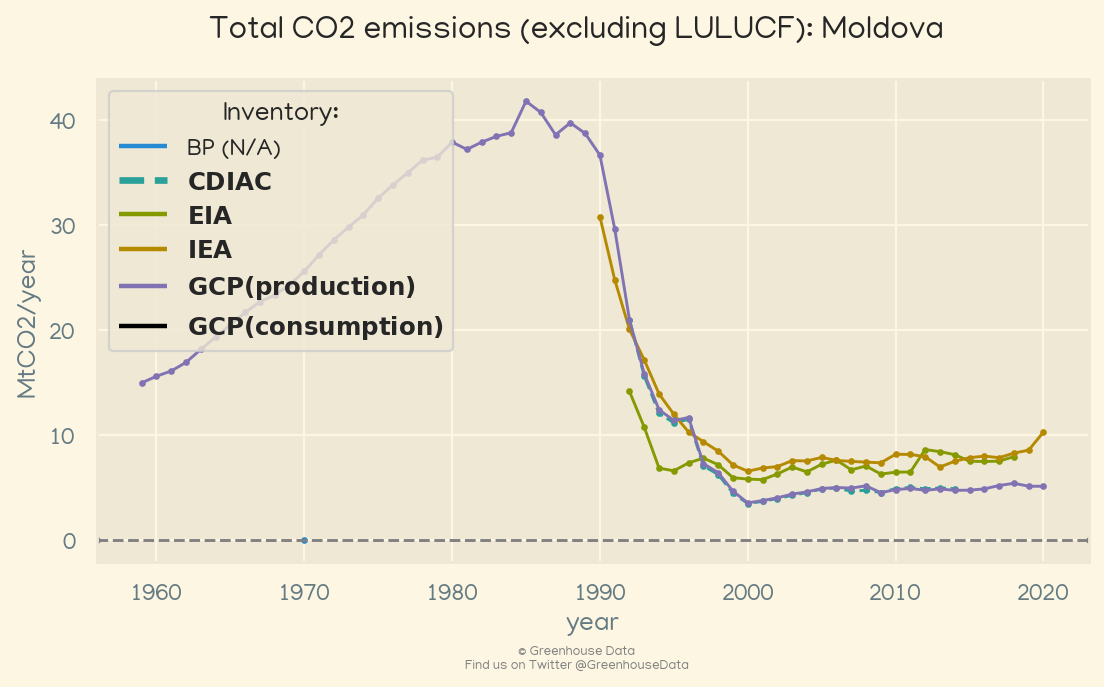 Total CO2 emissions (excluding LULUCF): Moldova
Inventory:
BP (N/A)
CDIAC
EIA
IEA
GCP(production)
GCP(consumption)
MtCO2/year
40
30
20
10
0
1960
1970
1980
1990
2000
2010
2020
year
© Greenhouse Data
Find us on Twitter @GreenhouseData